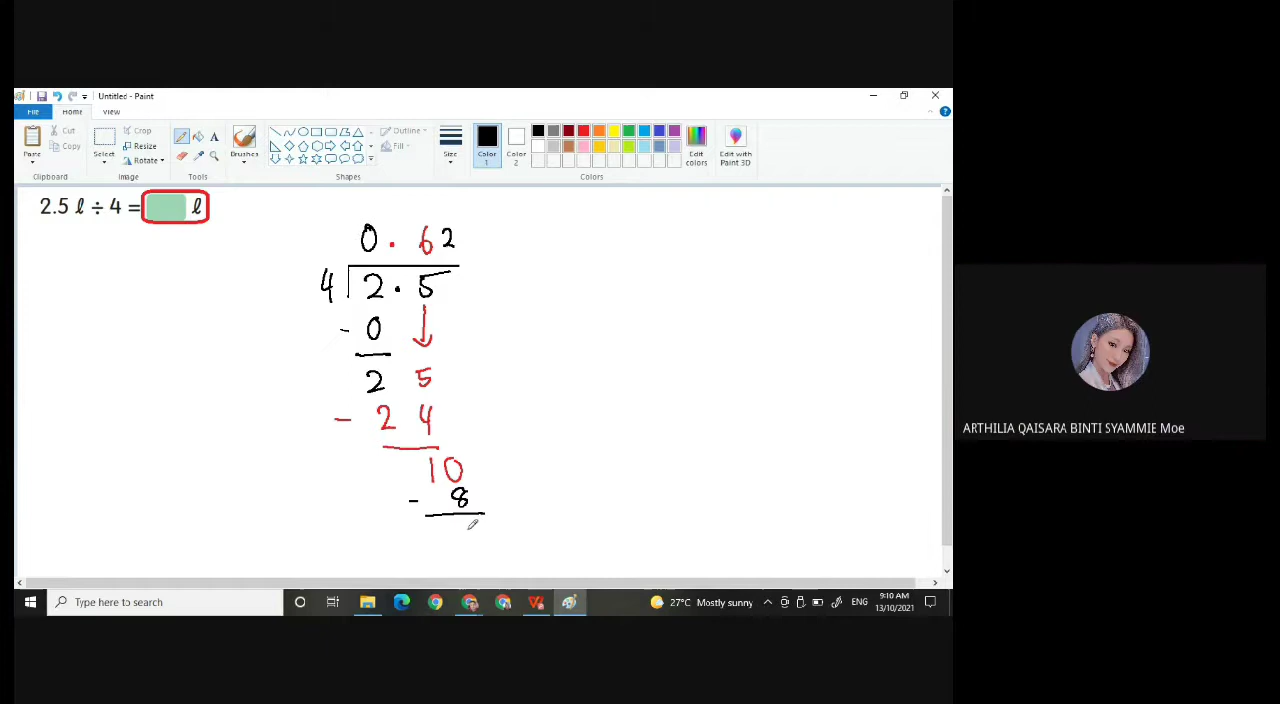 Untitled - Paint
File Home View
Paste
Cut
Copy
Clipboard
Select
Crop
Resize
Rotate
Image
Tools
Brushes
Shapes
Outline
Fill
Size
Color 1
Color 2
Colors
Edit colors
Edit with Paint 3D
2.5 ℓ ÷ 4 = ℓ
0.62
4 2.5
- 0
2 5
- 2 4
10
- 8
ARTHILIA QAISARA BINTI SYAMMIE Moe
Type here to search
27°C Mostly sunny
ENG
9:10 AM
13/10/2021